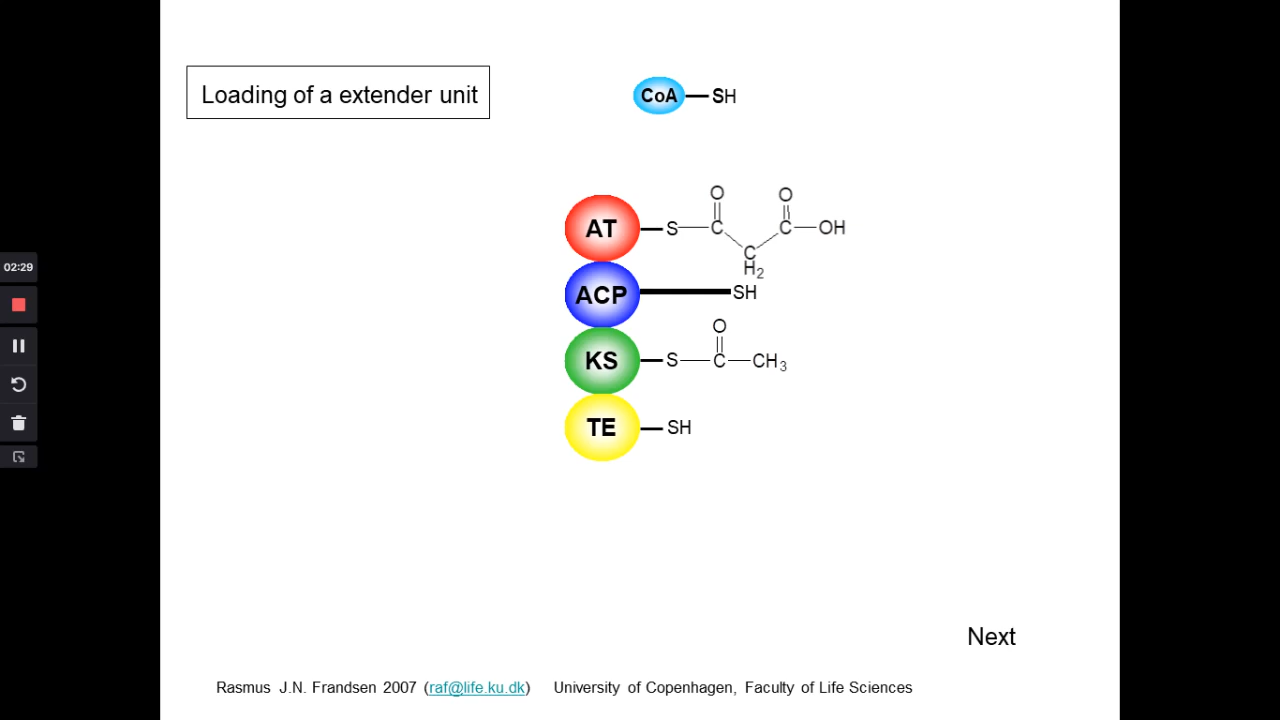 Loading of a extender unit
CoA SH
O O
AT S C C OH
C
H2
ACP SH
O
KS S C CH3
TE SH
02:29
Next
Rasmus J.N. Frandsen 2007 (raf@life.ku.dk) University of Copenhagen, Faculty of Life Sciences